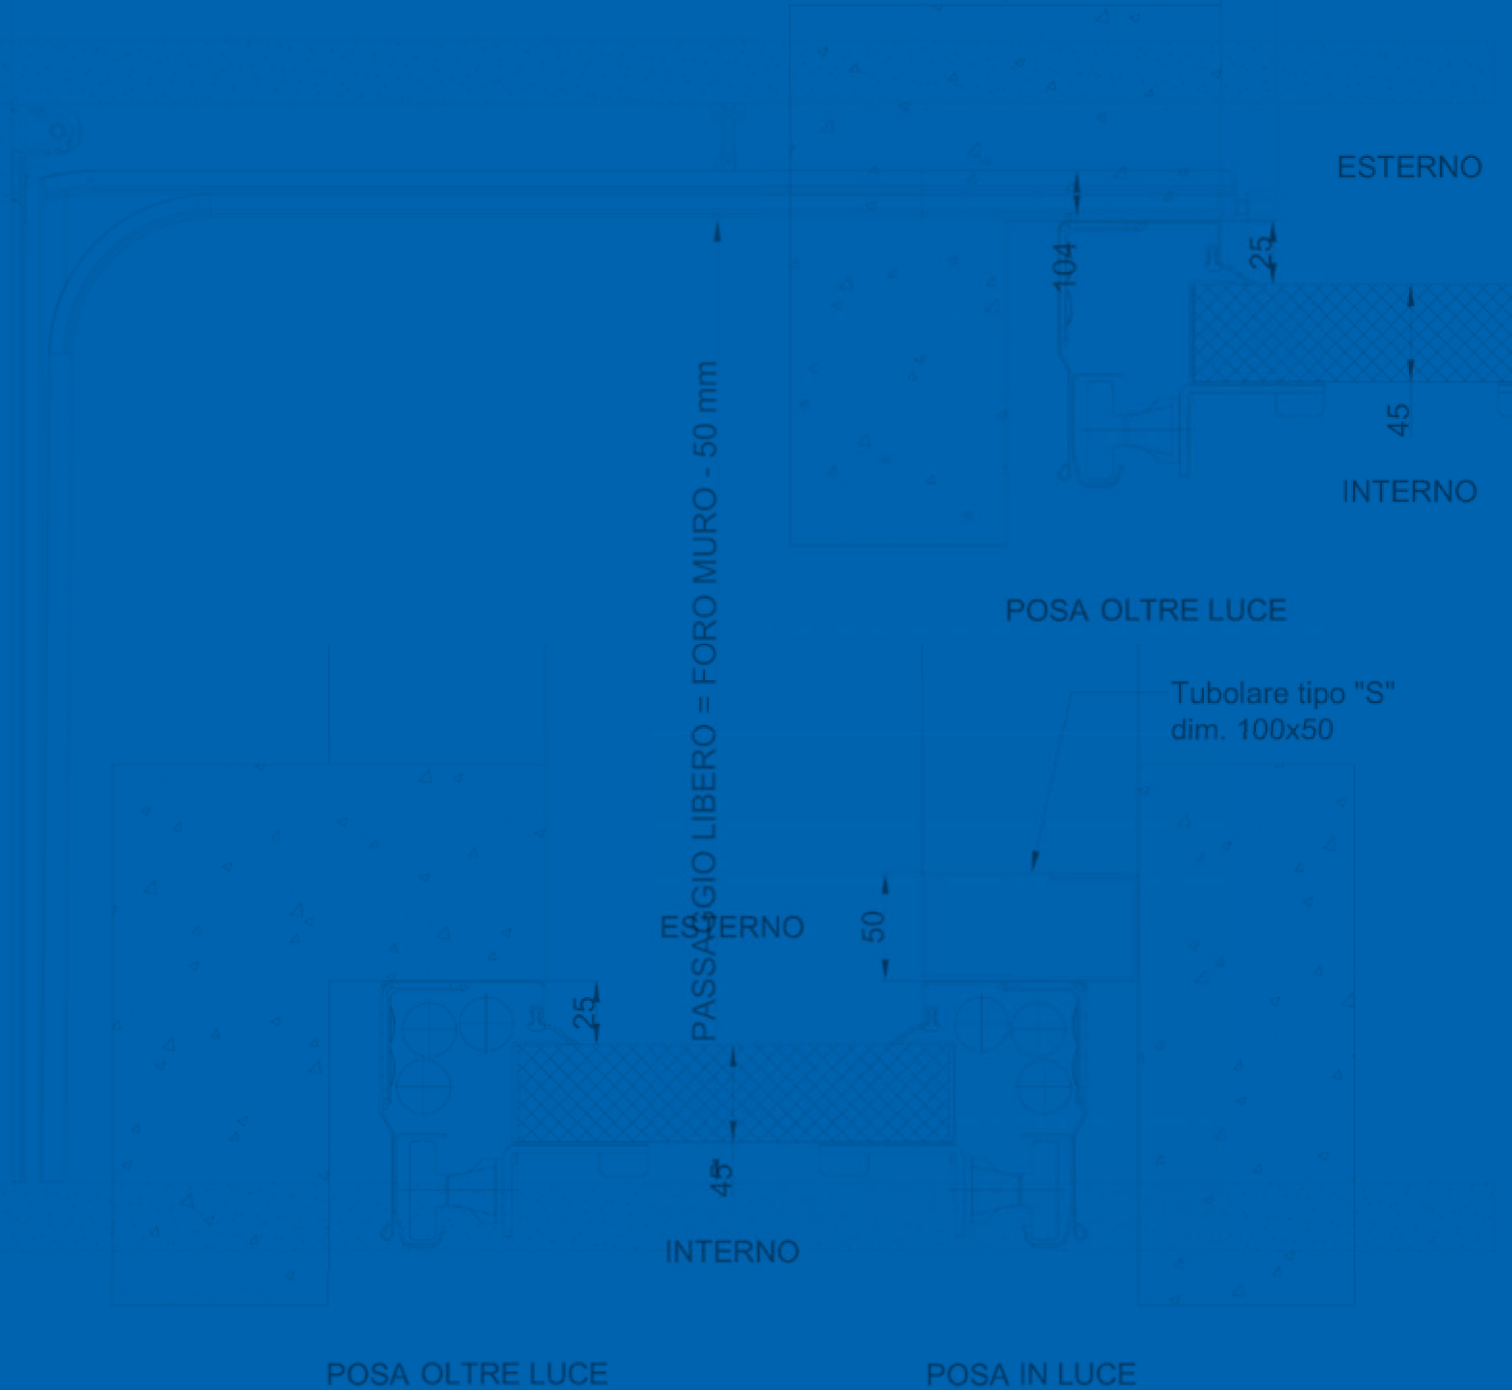 ESTERNO
104
25
45
INTERNO
PASSAGGIO LIBERO = FORO MURO - 50 mm
POSA OLTRE LUCE
Tubolare tipo "S"
dim. 100x50
ESTERNO
50
25
45
INTERNO
POSA OLTRE LUCE
POSA IN LUCE